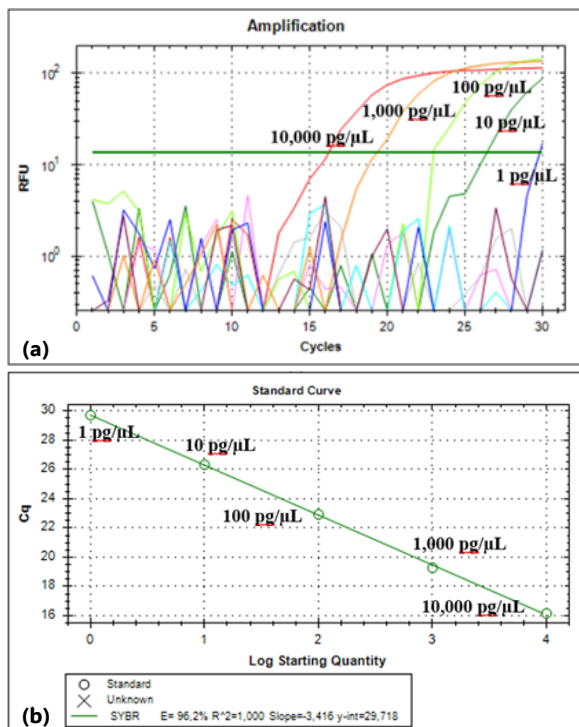 Amplification
10²
10¹
10⁰
RFU
100 pg/µL
1,000 pg/µL
10 pg/µL
10,000 pg/µL
1 pg/µL
0 5 10 15 20 25 30
Cycles
(a)
Standard Curve
30
28
26
24
22
20
18
16
Cq
1 pg/µL
10 pg/µL
100 pg/µL
1,000 pg/µL
10,000 pg/µL
0 1 2 3 4
Log Starting Quantity
(b)
Standard
Unknown
SYBR E= 96,2% R^2=1,000 Slope=-3,416 y-int=29,718